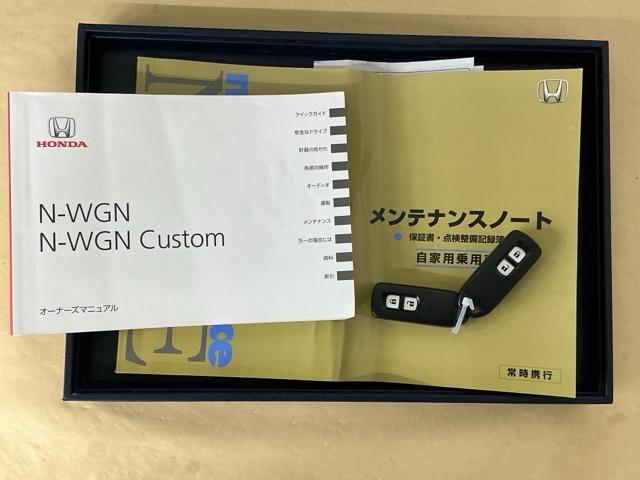 HONDA
N-WGN
N-WGN Custom
オーナーズマニュアル
クイックガイド
安全なドライブ
計器の見かた
各部の操作
オーディオ
運転
メンテナンス
万一の場合には
資料
索引
メンテナンスノート
保証書・点検整備記録簿
自家用乗用
常時携行